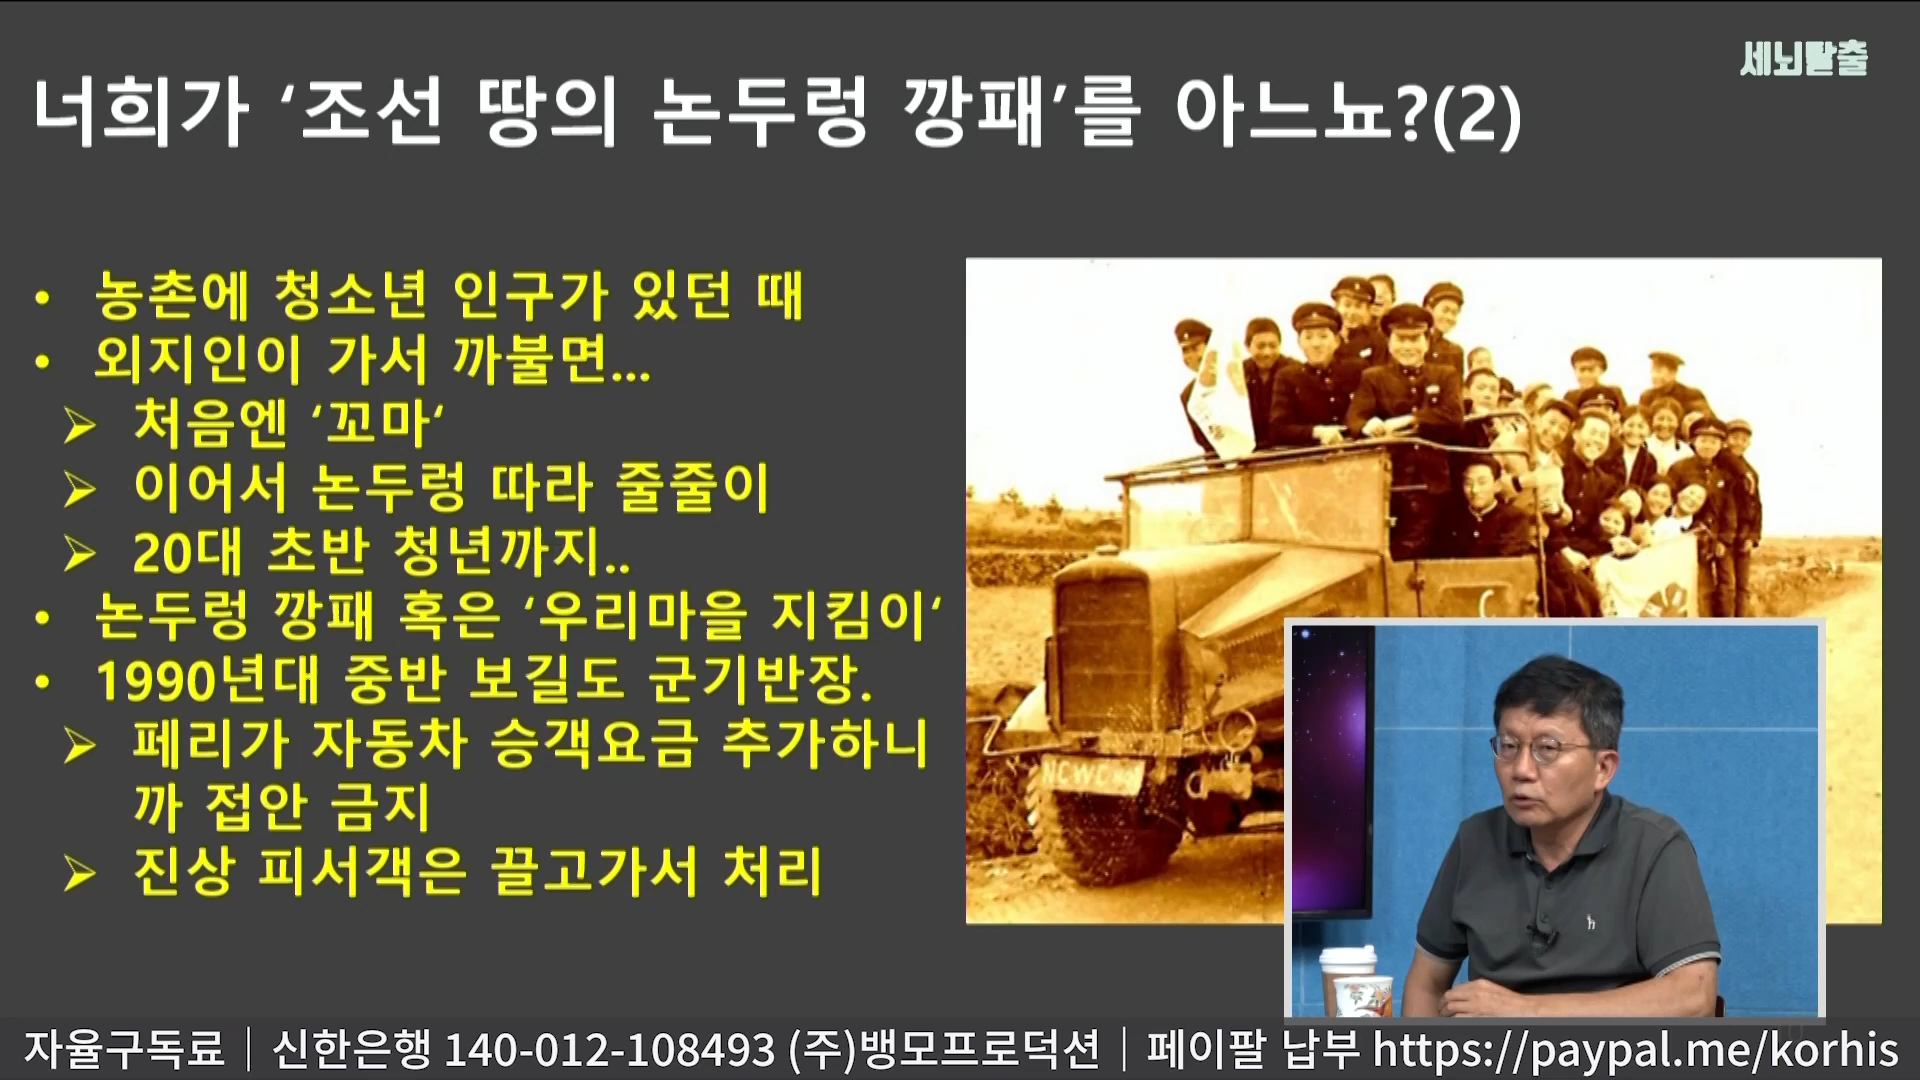 세뇌탈출
너희가 ‘조선 땅의 논두렁 깡패’를 아느뇨?(2)
• 농촌에 청소년 인구가 있던 때
• 외지인이 가서 까불면...
➢ 처음엔 ‘꼬마‘
➢ 이어서 논두렁 따라 줄줄이
➢ 20대 초반 청년까지..
• 논두렁 깡패 혹은 ‘우리마을 지킴이‘
• 1990년대 중반 보길도 군기반장.
➢ 페리가 자동차 승객요금 추가하니
까 접안 금지
➢ 진상 피서객은 끌고가서 처리
자율구독료｜신한은행 140-012-108493 (주)뱅모프로덕션｜페이팔 납부 https://paypal.me/korhis